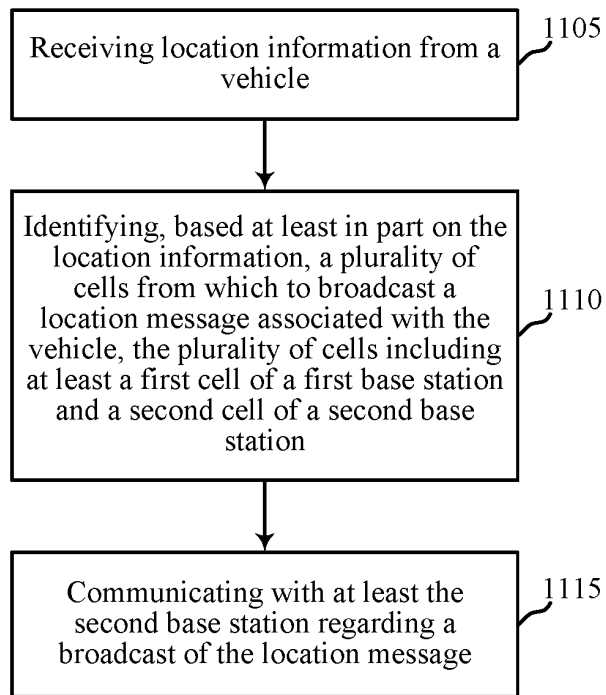 1105
Receiving location information from a
vehicle
Identifying, based at least in part on the
location information, a plurality of
cells from which to broadcast a
location message associated with the
vehicle, the plurality of cells including
at least a first cell of a first base station
and a second cell of a second base
station
1110
Communicating with at least the
second base station regarding a
broadcast of the location message
1115